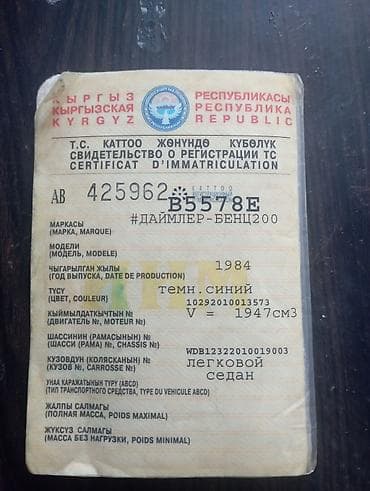 КЫРГЫЗ РЕСПУБЛИКАСЫ
КЫРГЫЗСКАЯ РЕСПУБЛИКА
KYRGYZ REPUBLIC
Т.С. КАТТОО ЖӨНҮНДӨ КҮБӨЛҮК
СВИДЕТЕЛЬСТВО О РЕГИСТРАЦИИ ТС
CERTIFICAT D'IMMATRICULATION
АВ 425962 КАТТОО
B5578E
#ДАЙМЛЕР-БЕНЦ200
МАРКАСЫ
(МАРКА, MARQUE)
МОДЕЛИ
(МОДЕЛЬ, MODELE)
ЧЫГАРЫЛГАН ЖЫЛЫ 1984
(ГОД ВЫПУСКА, DATE DE PRODUCTION)
ТҮСҮ темн.синий
(ЦВЕТ, COULEUR) 10292010013573
КЫЙМЫЛДАТКЫЧТЫН № V = 1947см3
(ДВИГАТЕЛЬ №, MOTEUR №)
ШАССИНИН (РАМАСЫНЫН) №
(ШАССИ (РАМА) №, CHASSIS №)
КУЗОВДУН (КОЛЯСКАНЫН) № WDB12322010019003
(КУЗОВ №, CARROSSE №) легковой
седан
УНАА КАРАЖАТЫНЫН ТҮРҮ (ABCD)
(ТИП ТРАНСПОРТНОГО СРЕДСТВА, TYPE DU VEHICULE ABCD)
ЖАЛПЫ САЛМАГЫ
(ПОЛНАЯ МАССА, POIDS MAXIMAL)
ЖҮКСҮЗ САЛМАГЫ
(МАССА БЕЗ НАГРУЗКИ, POIDS MINIMAL)